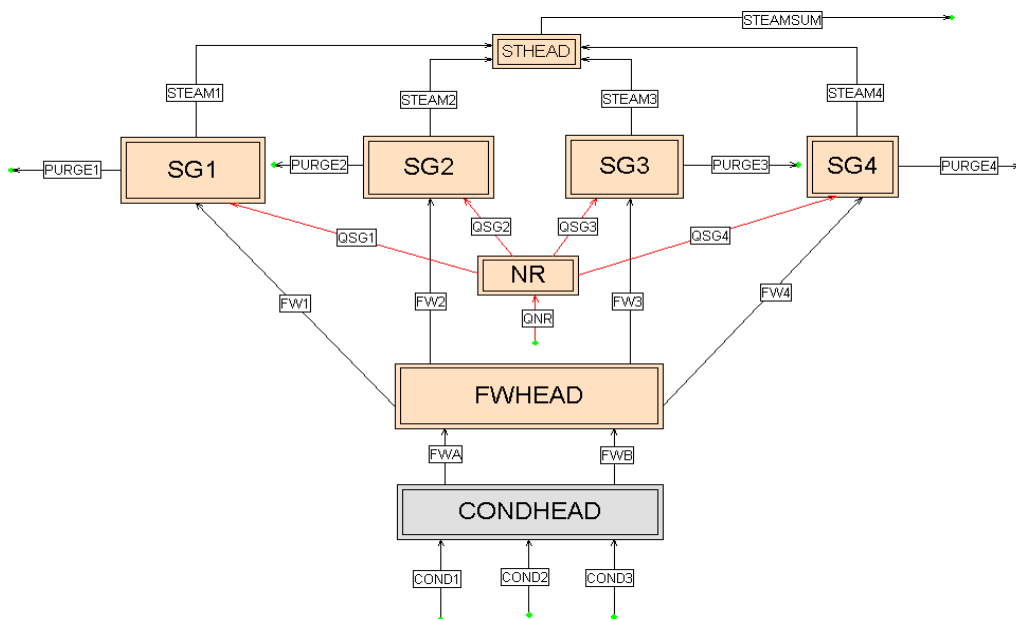 STEAMSUM
STHEAD
STEAM1
STEAM2
STEAM3
STEAM4
PURGE1
SG1
PURGE2
SG2
SG3
PURGE3
SG4
PURGE4
QSG1
QSG2
QSG3
QSG4
NR
FW1
FW2
FW3
FW4
QNR
FWHEAD
FWA
FWB
CONDHEAD
COND1
COND2
COND3